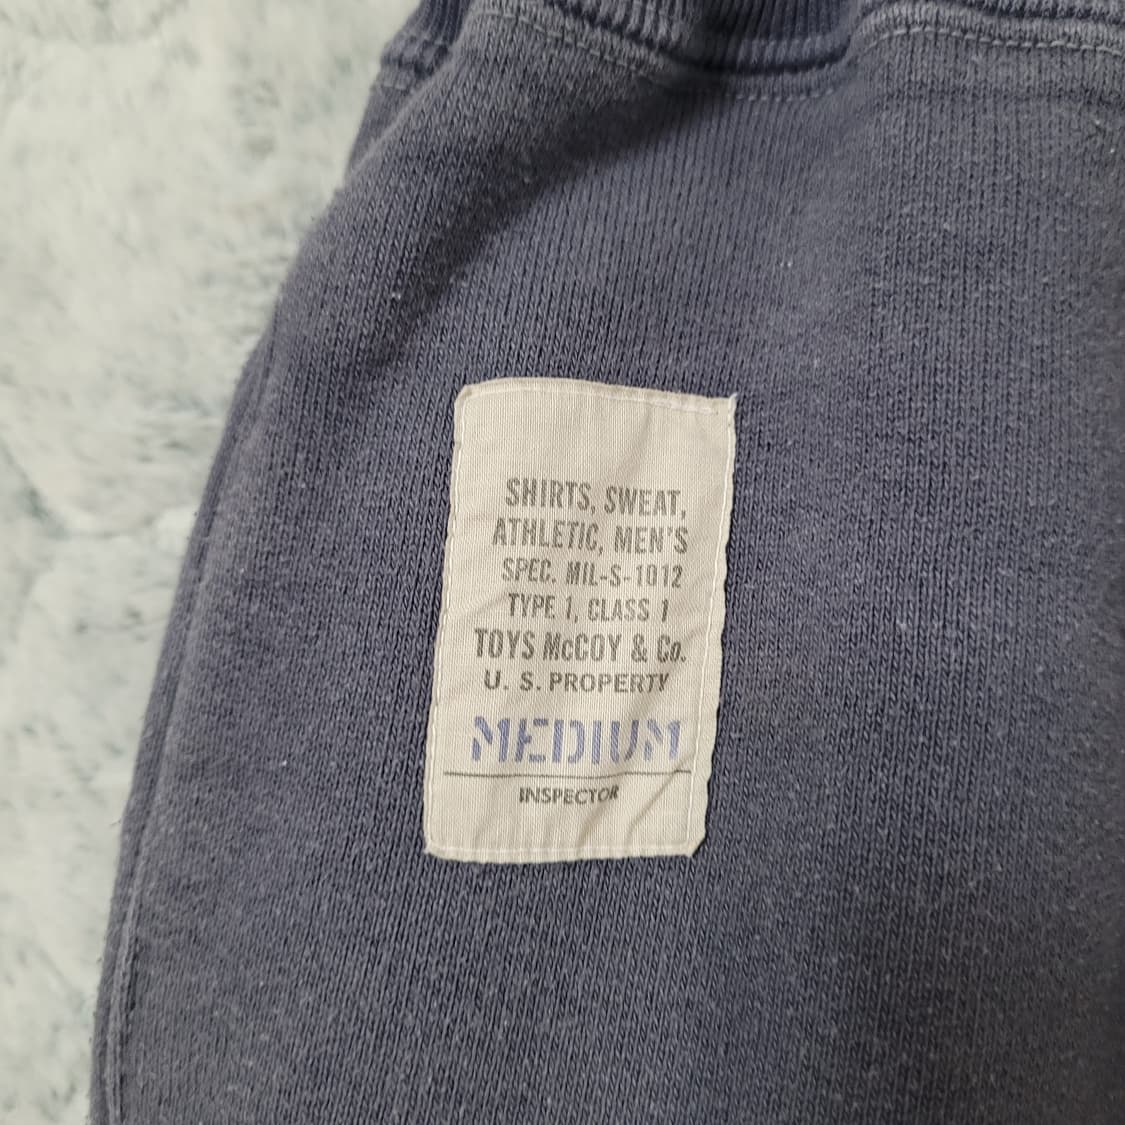 SHIRTS, SWEAT,
ATHLETIC, MEN'S
SPEC. MIL-S-1012
TYPE 1, CLASS 1
TOYS McCOY & Co.
U. S. PROPERTY
MEDIUM
INSPECTOR